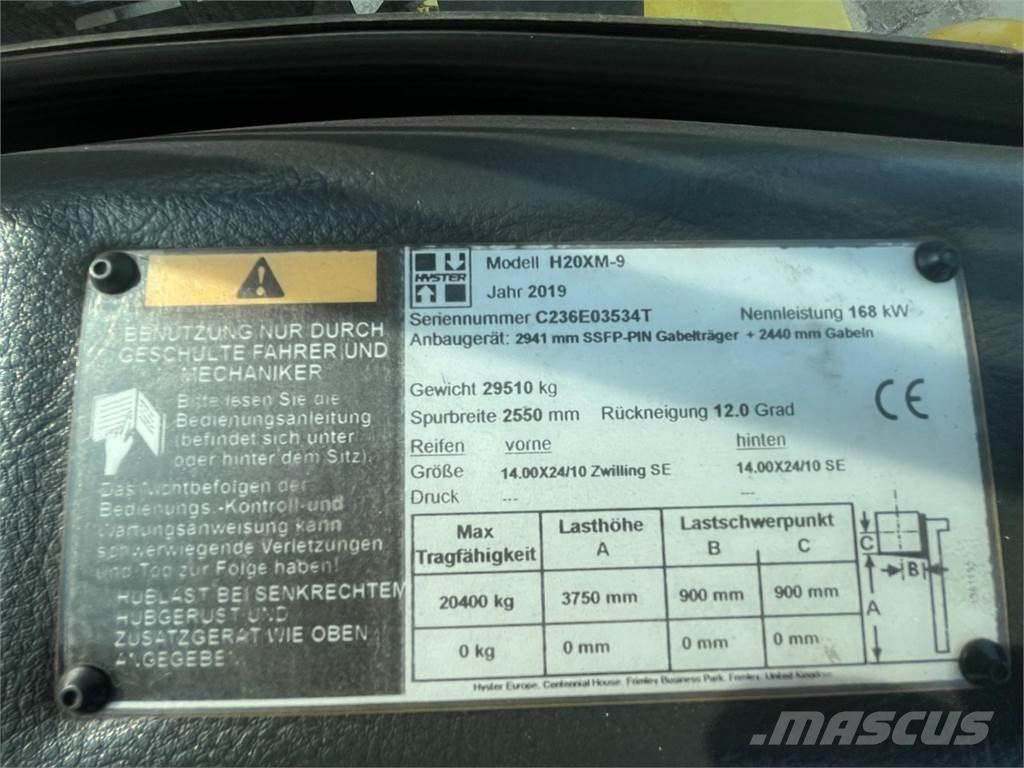 BENUTZUNG NUR DURCH
GESCHULTE FAHRER UND
MECHANIKER
Bitte lesen Sie die
Bedienungsanleitung
(befindet sich unter
oder hinter dem Sitz).
Das Nichtbefolgen der
Bedienungs.-Kontroll-und
Wartungsanweisung kann
schwerwiegende Verletzungen
und Tod zur Folge haben!
HUBLAST BEI SENKRECHTEM
HUBGERUST UND
ZUSATZGERAT WIE OBEN
ANGEGEBEN.
HYSTER
Modell H20XM-9
Jahr 2019
Seriennummer C236E03534T Nennleistung 168 kW
Anbaugerät: 2941 mm SSFP-PIN Gabelträger + 2440 mm Gabeln
Gewicht 29510 kg
Spurbreite 2550 mm Rückneigung 12.0 Grad
CE
Reifen vorne hinten
Größe 14.00X24/10 Zwilling SE 14.00X24/10 SE
Druck --- ---
Max Lasthöhe Lastschwerpunkt
Tragfähigkeit A B C
20400 kg 3750 mm 900 mm 900 mm
0 kg 0 mm 0 mm 0 mm
C
B
A
Hyster Europe, Centennial House, Frimley Business Park, Frimley, United Kingdom
MASCUS